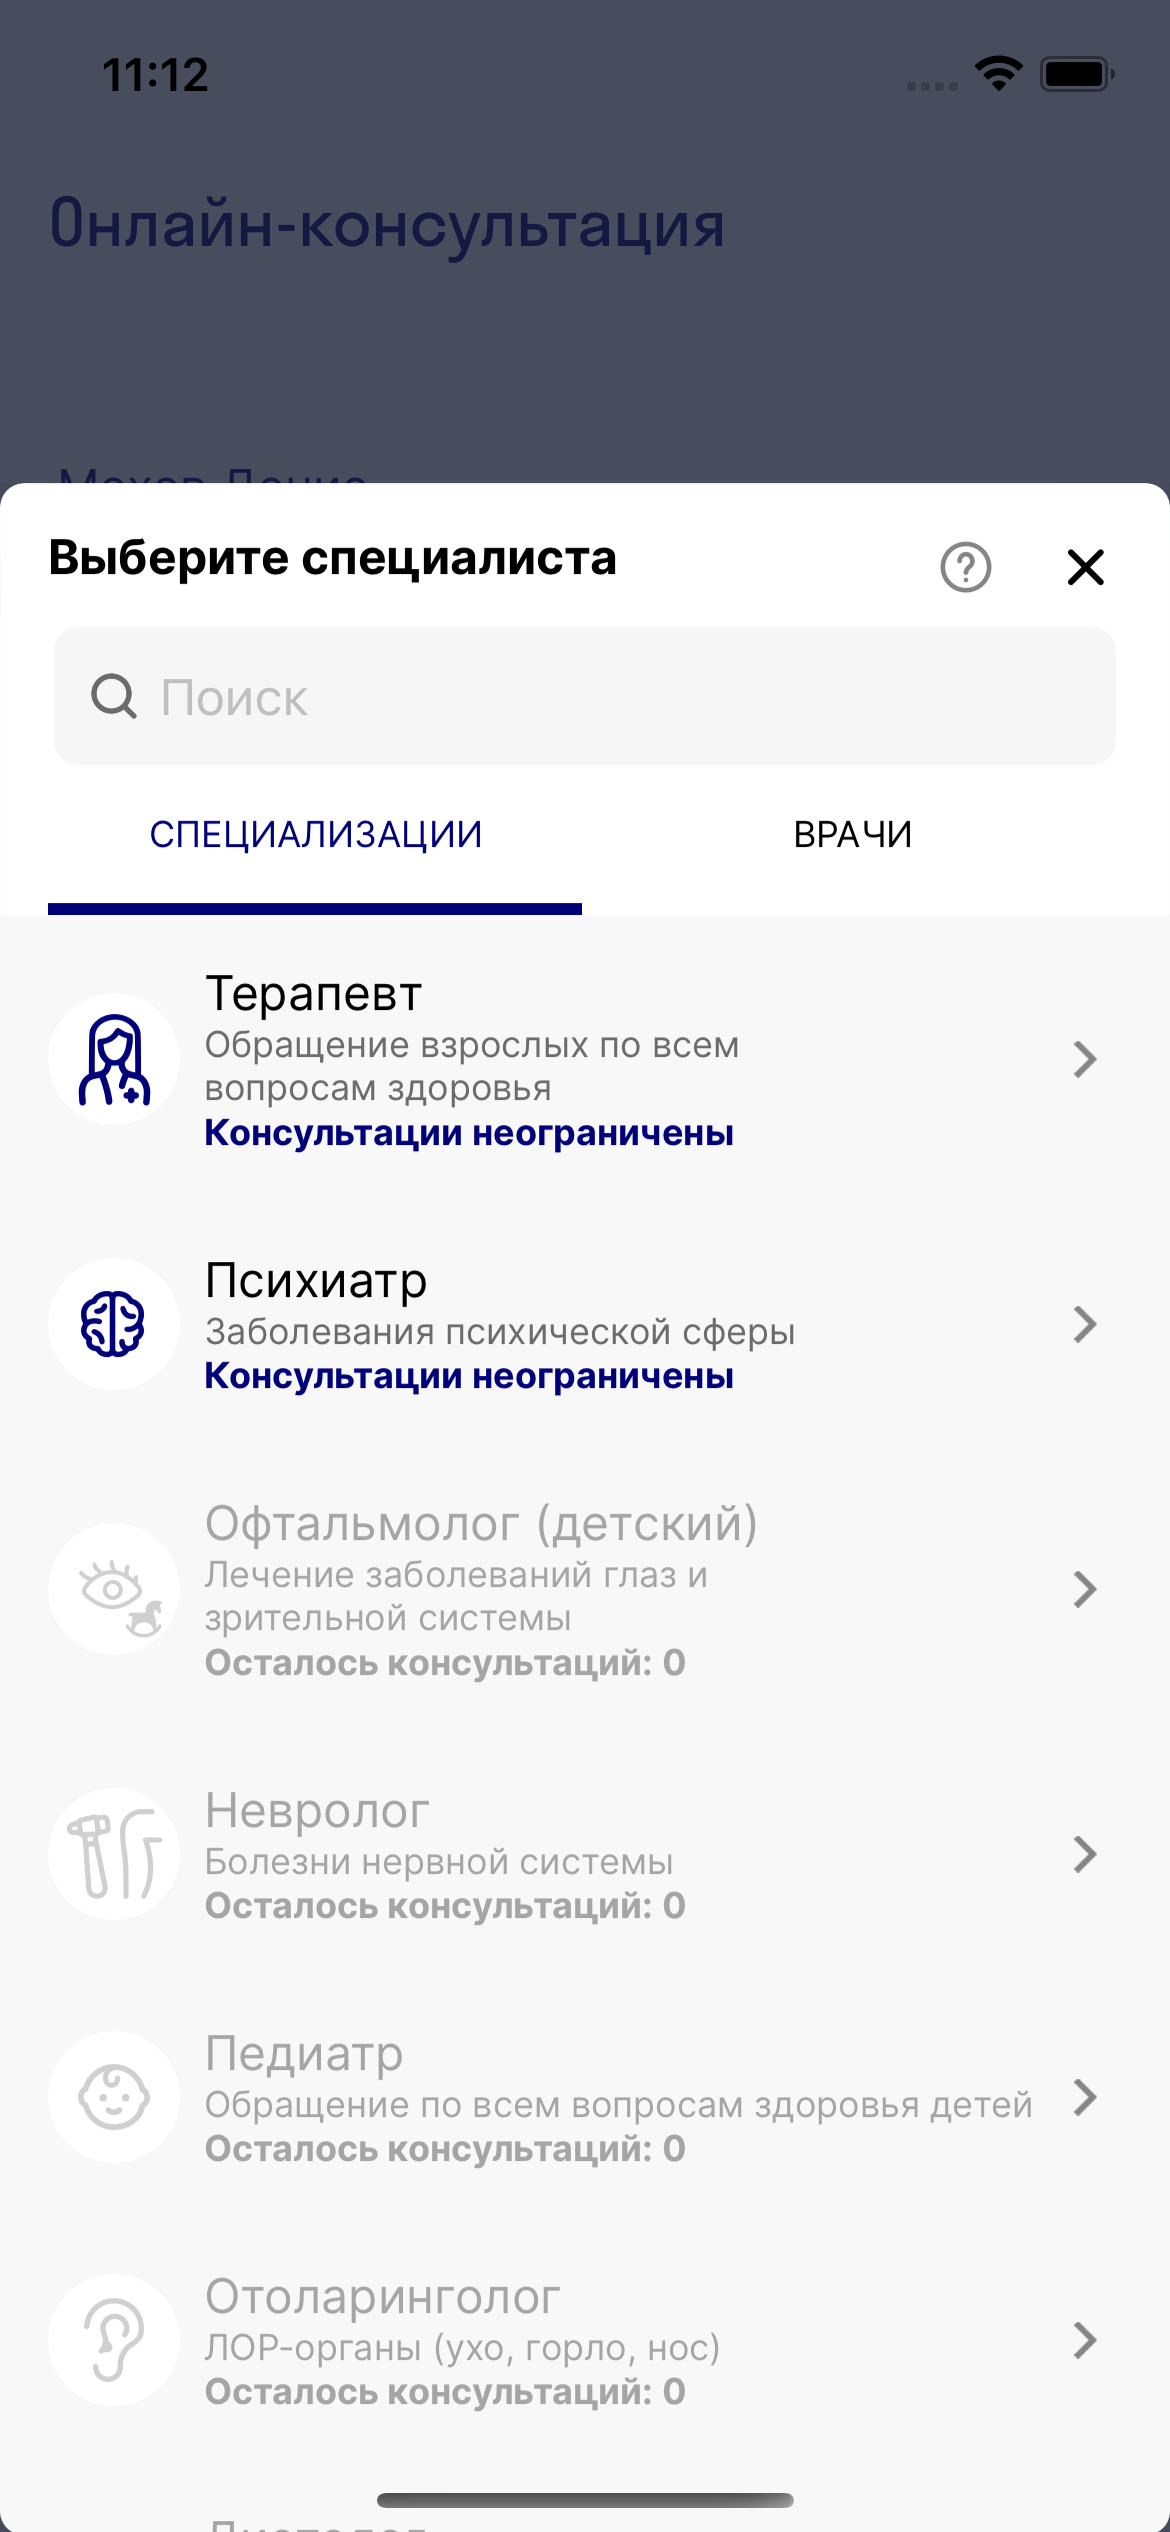 11:12
Онлайн-консультация
Выберите специалиста
Поиск
СПЕЦИАЛИЗАЦИИ
ВРАЧИ
Терапевт
Обращение взрослых по всем
вопросам здоровья
Консультации неограничены
Психиатр
Заболевания психической сферы
Консультации неограничены
Офтальмолог (детский)
Лечение заболеваний глаз и
зрительной системы
Осталось консультаций: 0
Невролог
Болезни нервной системы
Осталось консультаций: 0
Педиатр
Обращение по всем вопросам здоровья детей
Осталось консультаций: 0
Отоларинголог
ЛОР-органы (ухо, горло, нос)
Осталось консультаций: 0